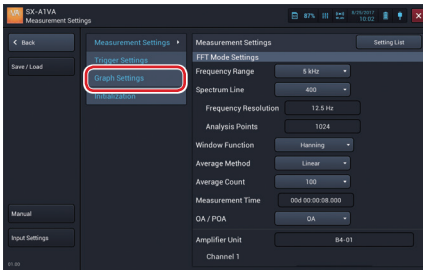 SX-A1VA
Measurement Settings
87%
10:02
< Back
Save / Load
Manual
Input Settings
Measurement Settings
Trigger Settings
Graph Settings
Initialization
Measurement Settings
Setting List
FFT Mode Settings
Frequency Range 5 kHz
Spectrum Line 400
Frequency Resolution 12.5 Hz
Analysis Points 1024
Window Function Hanning
Average Method Linear
Average Count 100
Measurement Time 00d 00:00:08.000
OA / POA OA
Amplifier Unit B4-01
Channel 1